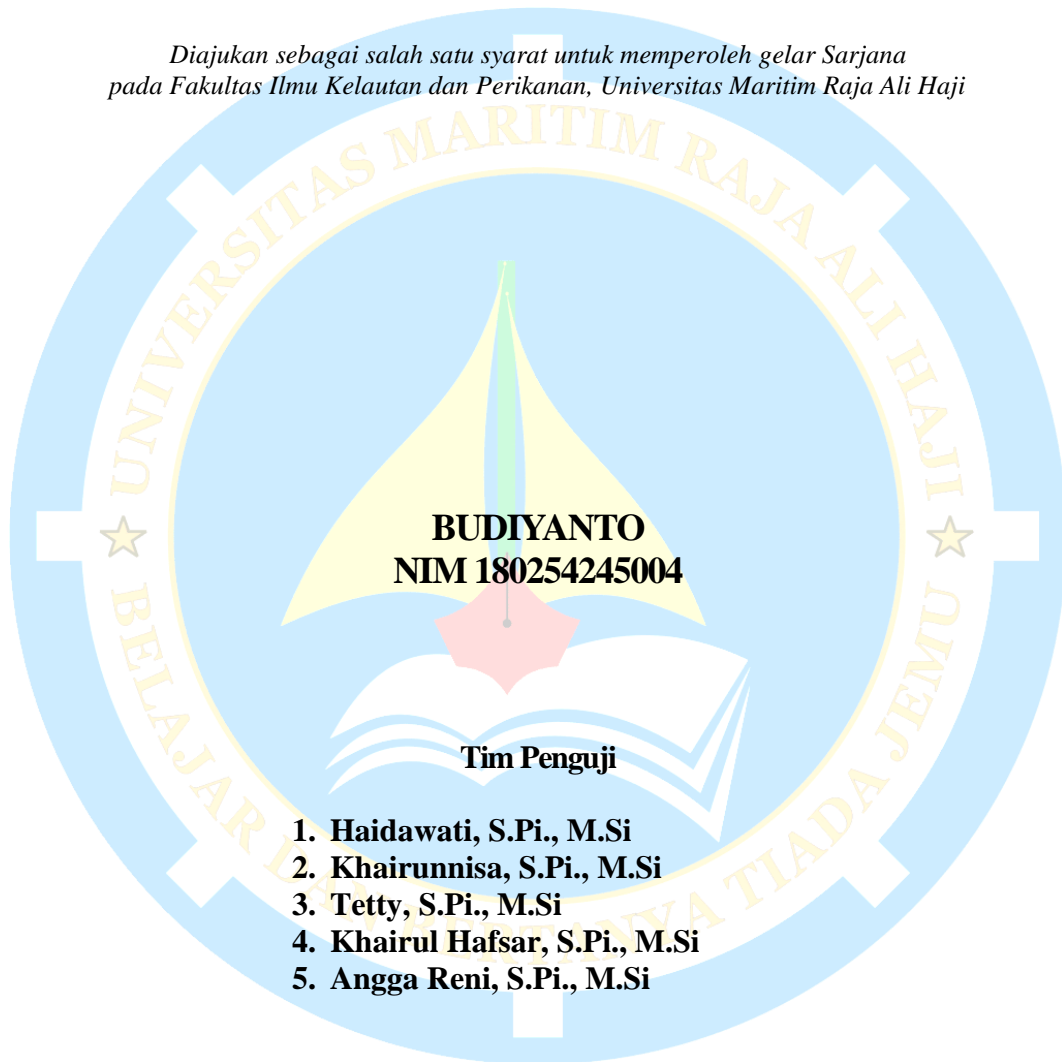 Diajukan sebagai salah satu syarat untuk memperoleh gelar Sarjana
pada Fakultas Ilmu Kelautan dan Perikanan, Universitas Maritim Raja Ali Haji
UNIVERSITAS MARITIM RAJA ALI HAJI
BUDIYANTO
NIM 180254245004
Tim Penguji
1. Haidawati, S.Pi., M.Si
2. Khairunnisa, S.Pi., M.Si
3. Tetty, S.Pi., M.Si
4. Khairul Hafsar, S.Pi., M.Si
5. Angga Reni, S.Pi., M.Si
BELAJAR DAN BERTANYA TIADA JEMU